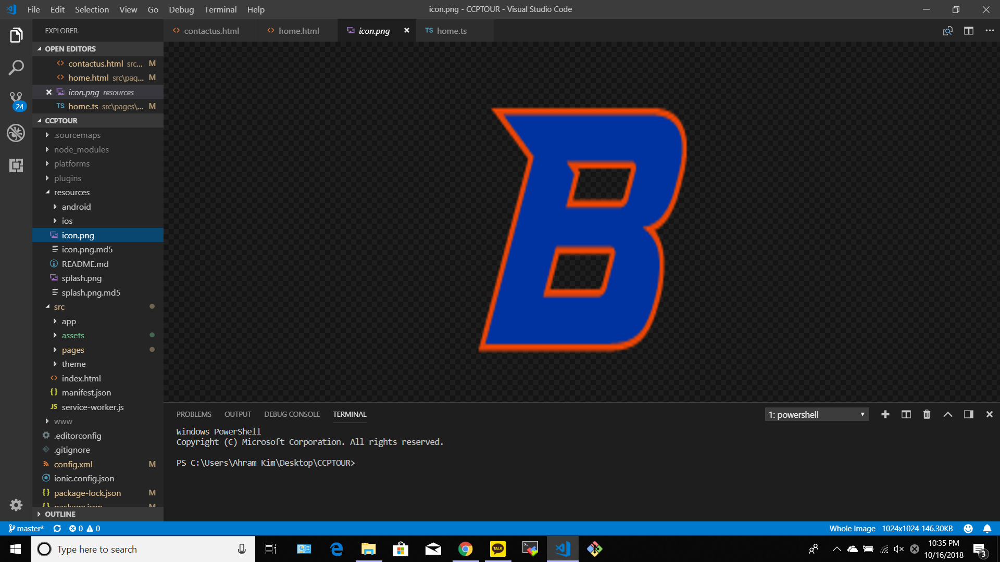 File Edit Selection View Go Debug Terminal Help
icon.png - CCPTOUR - Visual Studio Code
EXPLORER
contactus.html
home.html
icon.png
TS home.ts
OPEN EDITORS
contactus.html src... M
home.html src\pag... M
icon.png resources
TS home.ts src\pages\... M
24
CCPTOUR
.sourcemaps
node_modules
platforms
plugins
resources
android
ios
icon.png
icon.png.md5
README.md
splash.png
splash.png.md5
src
app
assets
pages
theme
index.html
{} manifest.json
JS service-worker.js
www
.editorconfig
.gitignore
config.xml M
ionic.config.json
{} package-lock.json M
{} package.json M
OUTLINE
B
PROBLEMS OUTPUT DEBUG CONSOLE TERMINAL
1: powershell
Windows PowerShell
Copyright (C) Microsoft Corporation. All rights reserved.
PS C:\Users\Ahram Kim\Desktop\CCPTOUR>
master* 0 0
Whole Image 1024x1024 146.30KB
Type here to search
TALK
10:35 PM
10/16/2018
3